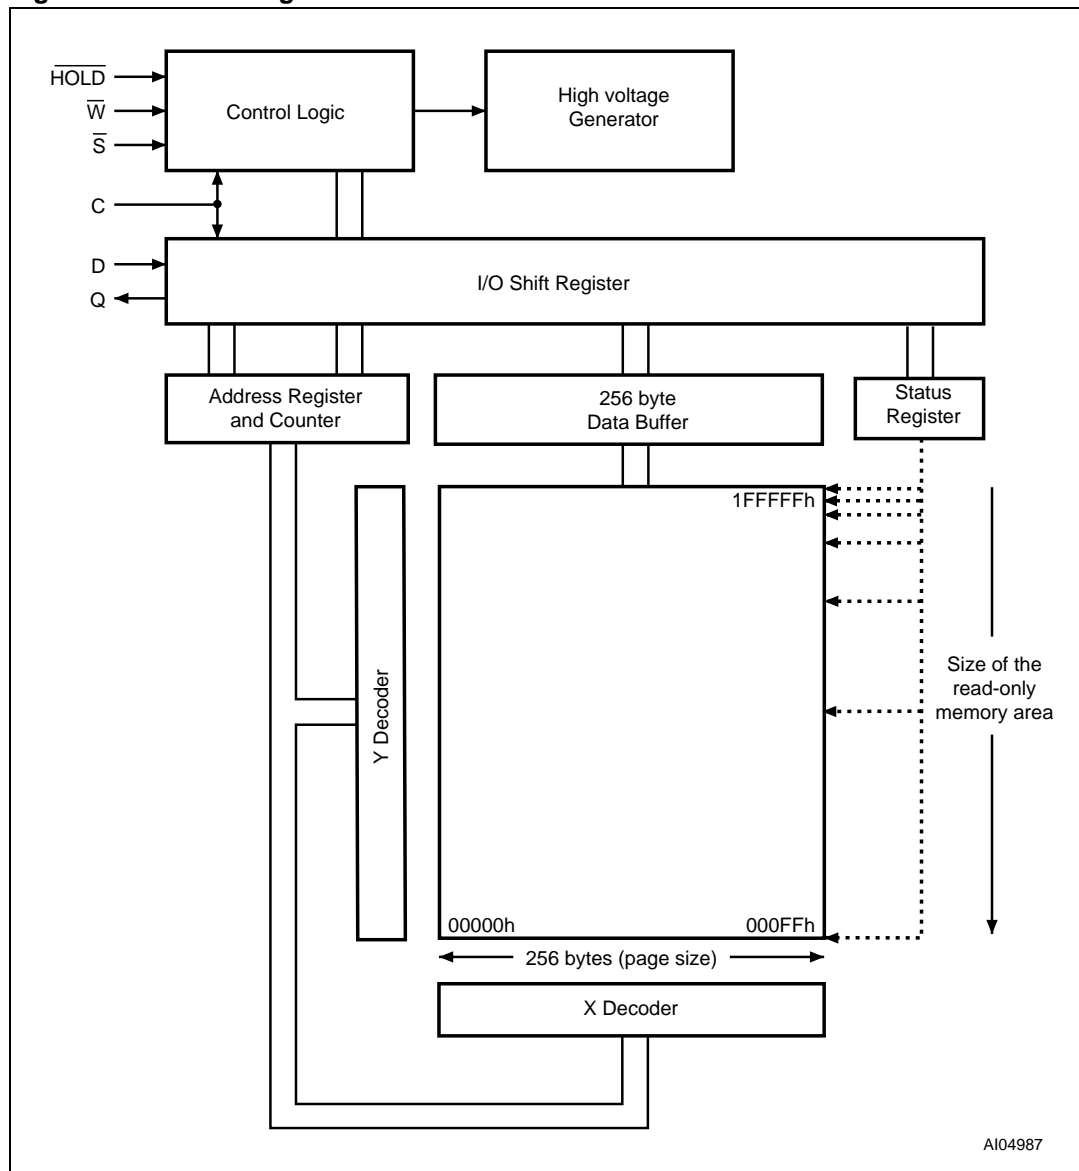 HOLD
W
S
C
D
Q
Control Logic
High voltage
Generator
I/O Shift Register
Address Register
and Counter
256 byte
Data Buffer
Status
Register
1FFFFFh
Y Decoder
Size of the
read-only
memory area
00000h
000FFh
256 bytes (page size)
X Decoder
AI04987